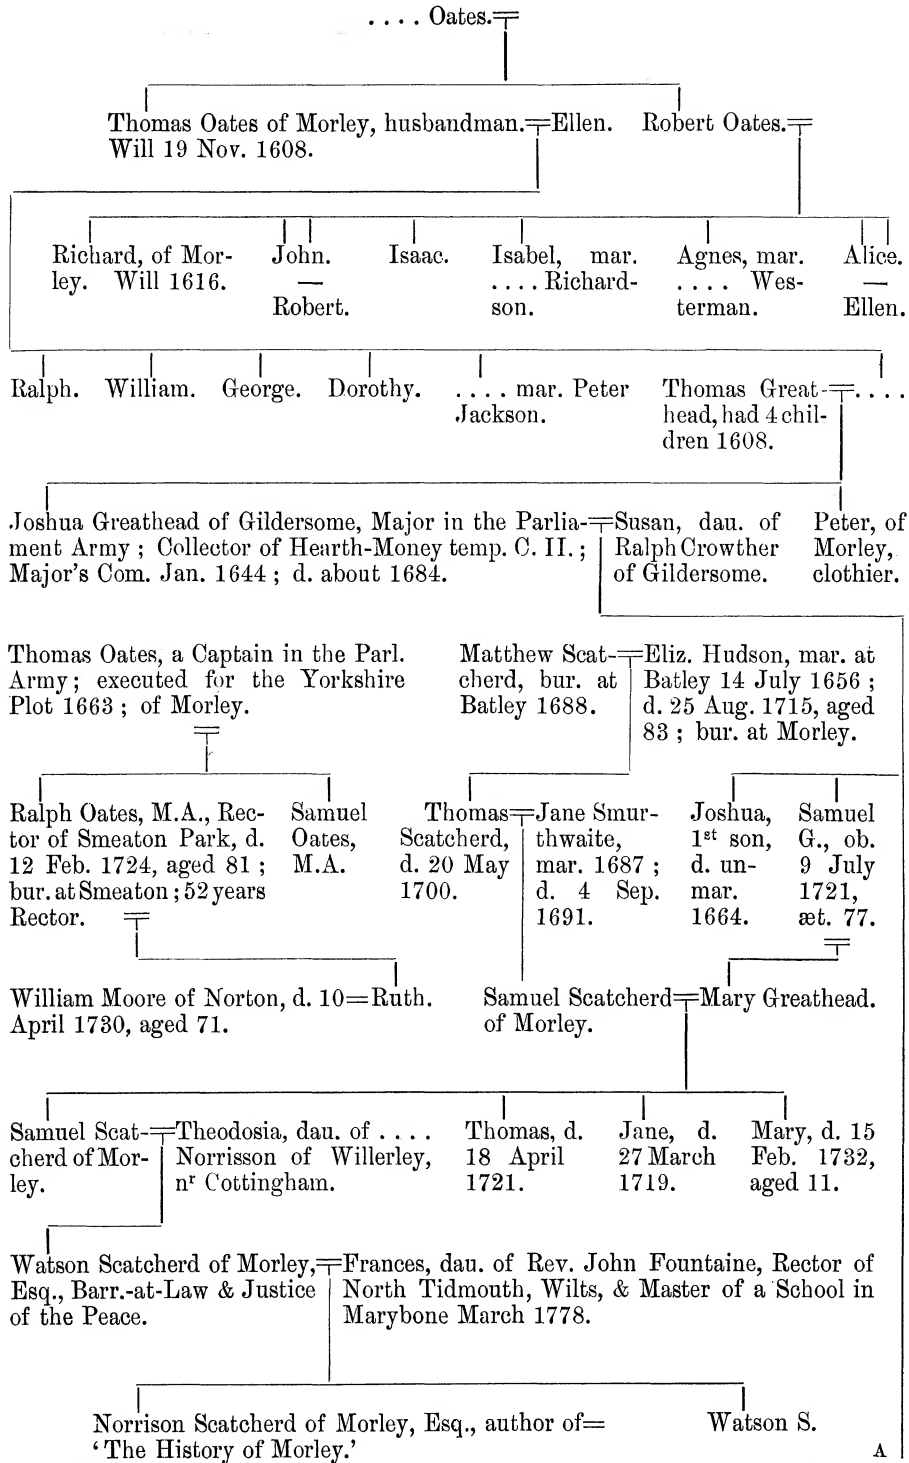 .... Oates.
Thomas Oates of Morley, husbandman.=Ellen.
Will 19 Nov. 1608.
Robert Oates.
Richard, of Mor-
ley. Will 1616.
John.
—
Robert.
Isaac.
Isabel, mar.
.... Richard-
son.
Agnes, mar.
.... Wes-
terman.
Alice.
—
Ellen.
Ralph.
William.
George.
Dorothy.
.... mar. Peter
Jackson.
Thomas Great-=....
head, had 4 chil-
dren 1608.
Joshua Greathead of Gildersome, Major in the Parlia-=
ment Army ; Collector of Hearth-Money temp. C. II. ;
Major's Com. Jan. 1644 ; d. about 1684.
Susan, dau. of
Ralph Crowther
of Gildersome.
Peter, of
Morley,
clothier.
Thomas Oates, a Captain in the Parl.
Army ; executed for the Yorkshire
Plot 1663 ; of Morley.
Matthew Scat-=
cherd, bur. at
Batley 1688.
Eliz. Hudson, mar. at
Batley 14 July 1656 ;
d. 25 Aug. 1715, aged
83 ; bur. at Morley.
Ralph Oates, M.A., Rec-
tor of Smeaton Park, d.
12 Feb. 1724, aged 81 ;
bur. at Smeaton ; 52 years
Rector.
Samuel
Oates,
M.A.
Thomas=
Scatcherd,
d. 20 May
1700.
Jane Smur-
thwaite,
mar. 1687 ;
d. 4 Sep.
1691.
Joshua,
1st son,
d. un-
mar.
1664.
Samuel
G., ob.
9 July
1721,
æt. 77.
William Moore of Norton, d. 10=Ruth.
April 1730, aged 71.
Samuel Scatcherd=Mary Greathead.
of Morley.
Samuel Scat-=
cherd of Mor-
ley.
Theodosia, dau. of ....
Norrisson of Willerley,
nr Cottingham.
Thomas, d.
18 April
1721.
Jane, d.
27 March
1719.
Mary, d. 15
Feb. 1732,
aged 11.
Watson Scatcherd of Morley,=
Esq., Barr.-at-Law & Justice
of the Peace.
Frances, dau. of Rev. John Fountaine, Rector of
North Tidmouth, Wilts, & Master of a School in
Marybone March 1778.
Norrison Scatcherd of Morley, Esq., author of=
'The History of Morley.'
Watson S.
A